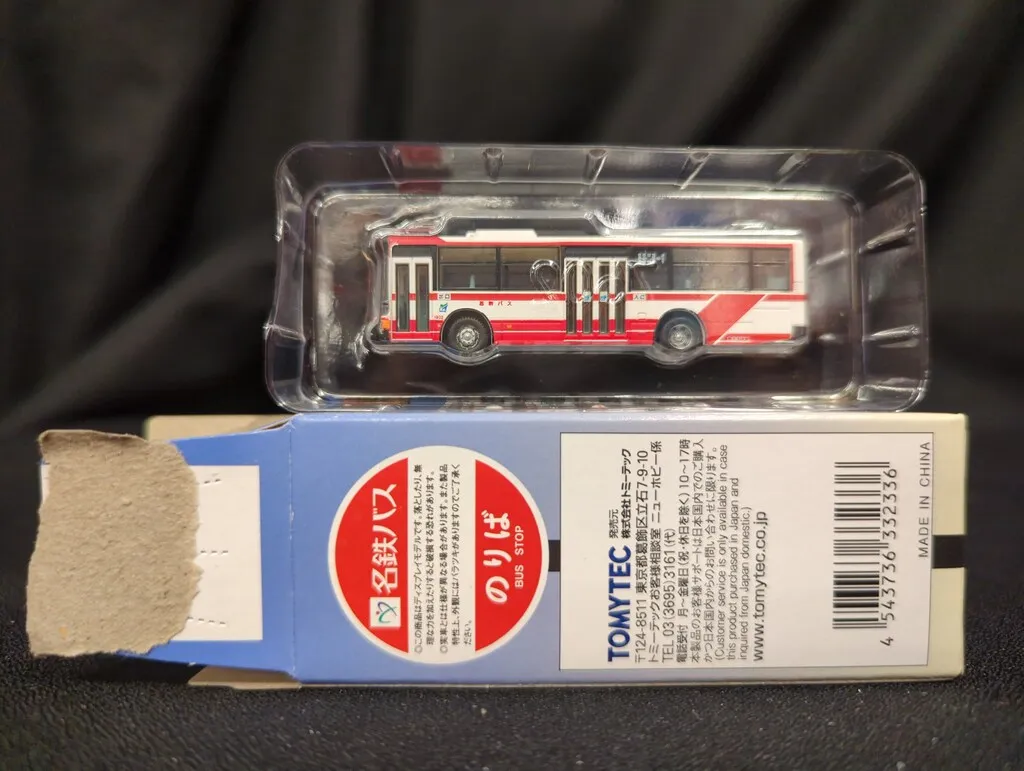 名鉄バス
名鉄バス
◎この商品はディスプレイモデルです。落としたり、無
理な力を加えたりすると破損する恐れがあります。
◎実車とは仕様が異なる場合があります。また製品
特性上、外観にはバラツキがありますのでご了承く
ださい。
のりば
BUS STOP
TOMYTEC 発売元 株式会社トミーテック
〒124-8511 東京都葛飾区立石7-9-10
トミーテックお客様相談室 ニューホビー係
TEL 03(3695)3161(代)
電話受付 月~金曜日(祝・休日を除く)10~17時
本製品のお客様サポートは日本国内でのご購入
かつ日本国内からのお問い合わせに限ります。
(Customer service is only available in case
this product purchased in Japan and
inquired from Japan domestic.)
www.tomytec.co.jp
4 543736 332336
MADE IN CHINA